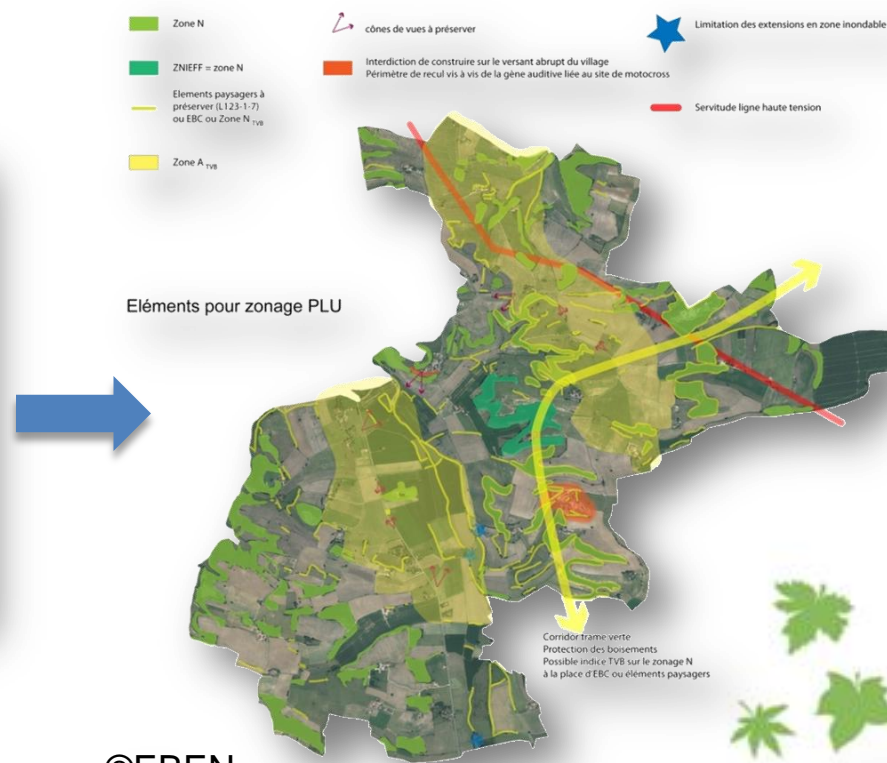 Zone N
cônes de vues à préserver
Limitation des extensions en zone inondable
ZNIEFF = zone N
Interdiction de construire sur le versant abrupt du village
Périmètre de recul vis à vis de la gène auditive liée au site de motocross
Elements paysagers à
préserver (L123-1-7)
ou EBC ou Zone N TVB
Servitude ligne haute tension
Zone A TVB
Eléments pour zonage PLU
Corridor trame verte
Protection des boisements
Possible indice TVB sur le zonage N
à la place d'EBC ou éléments paysagers
©EREN